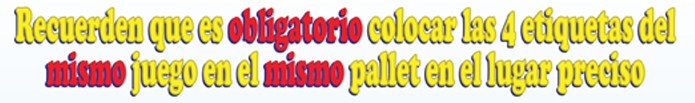 Recuerden que es obligatorio colocar las 4 etiquetas del
mismo juego en el mismo pallet en el lugar preciso